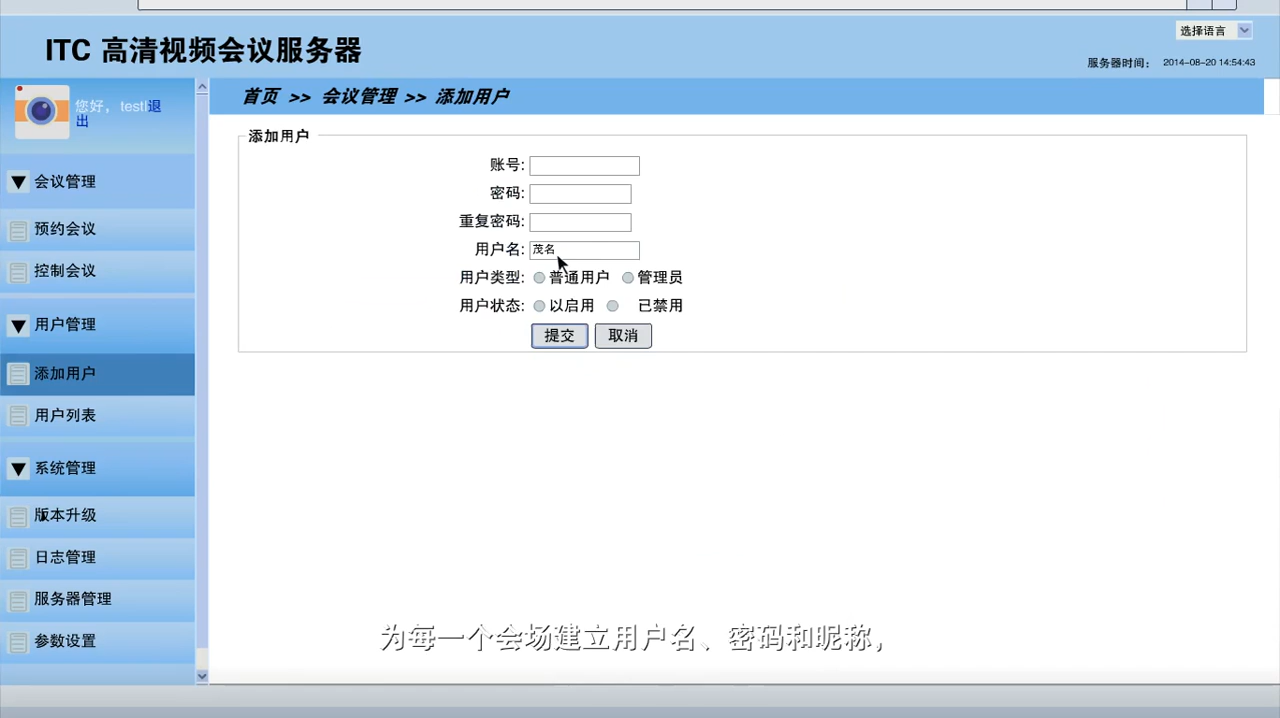 ITC 高清视频会议服务器
选择语言
服务器时间： 2014-08-20 14:54:43
您好，testl退
出
首页 >> 会议管理 >> 添加用户
会议管理
预约会议
控制会议
用户管理
添加用户
用户列表
系统管理
版本升级
日志管理
服务器管理
参数设置
添加用户
账号:
密码:
重复密码:
用户名: 茂名
用户类型: 普通用户 管理员
用户状态: 以启用 已禁用
提交 取消
为每一个会场建立用户名、密码和昵称，